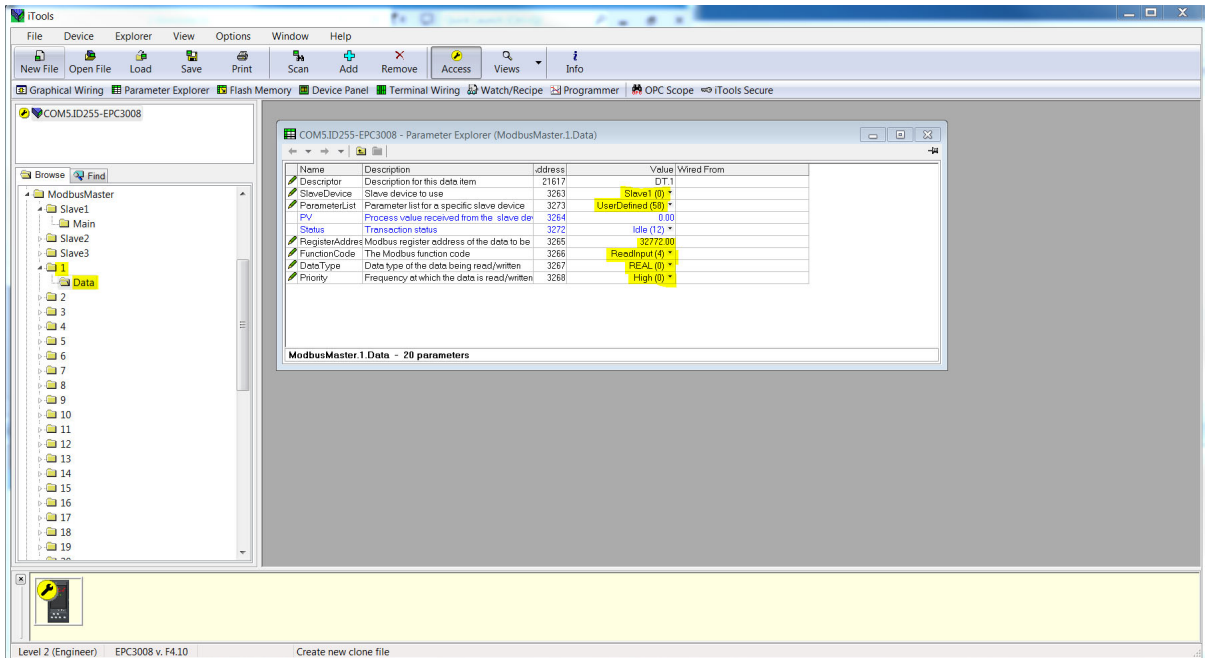 iTools
File Device Explorer View Options Window Help
New File Open File Load Save Print Scan Add Remove Access Views Info
Graphical Wiring Parameter Explorer Flash Memory Device Panel Terminal Wiring Watch/Recipe Programmer OPC Scope iTools Secure
COM5.ID255-EPC3008
COM5.ID255-EPC3008 - Parameter Explorer (ModbusMaster.1.Data)
Browse Find
Name Description ddress Value Wired From
Descriptor Description for this data item 21617 DT.1
SlaveDevice Slave device to use 3263 Slave1 (0)
ParameterList Parameter list for a specific slave device 3273 UserDefined (58)
PV Process value received from the slave de 3264 0.00
Status Transaction status 3272 Idle (12)
RegisterAddres Modbus register address of the data to be 3265 32772.00
FunctionCode The Modbus function code 3266 ReadInput (4)
DataType Data type of the data being read/written 3267 REAL (0)
Priority Frequency at which the data is read/written 3268 High (0)
ModbusMaster.1.Data - 20 parameters
ModbusMaster
Slave1
Main
Slave2
Slave3
1
Data
2
3
4
5
6
7
8
9
10
11
12
13
14
15
16
17
18
19
Level 2 (Engineer) EPC3008 v. F4.10 Create new clone file